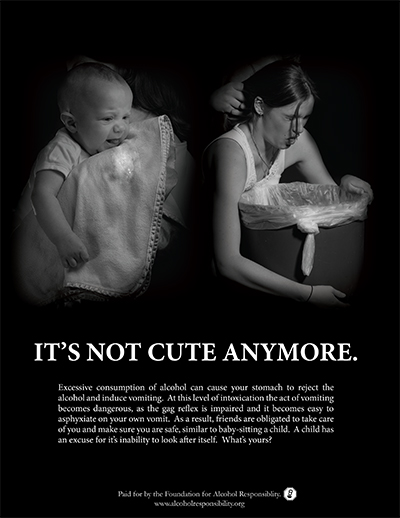 IT'S NOT CUTE ANYMORE.
Excessive consumption of alcohol can cause your stomach to reject the
alcohol and induce vomiting. At this level of intoxication the act of vomiting
becomes dangerous, as the gag reflex is impaired and it becomes easy to
asphyxiate on your own vomit. As a result, friends are obligated to take care
of you and make sure you are safe, similar to baby-sitting a child. A child has
an excuse for it's inability to look after itself. What's yours?
Paid for by the Foundation for Alcohol Responsiblity.
www.alcoholresponsibility.org